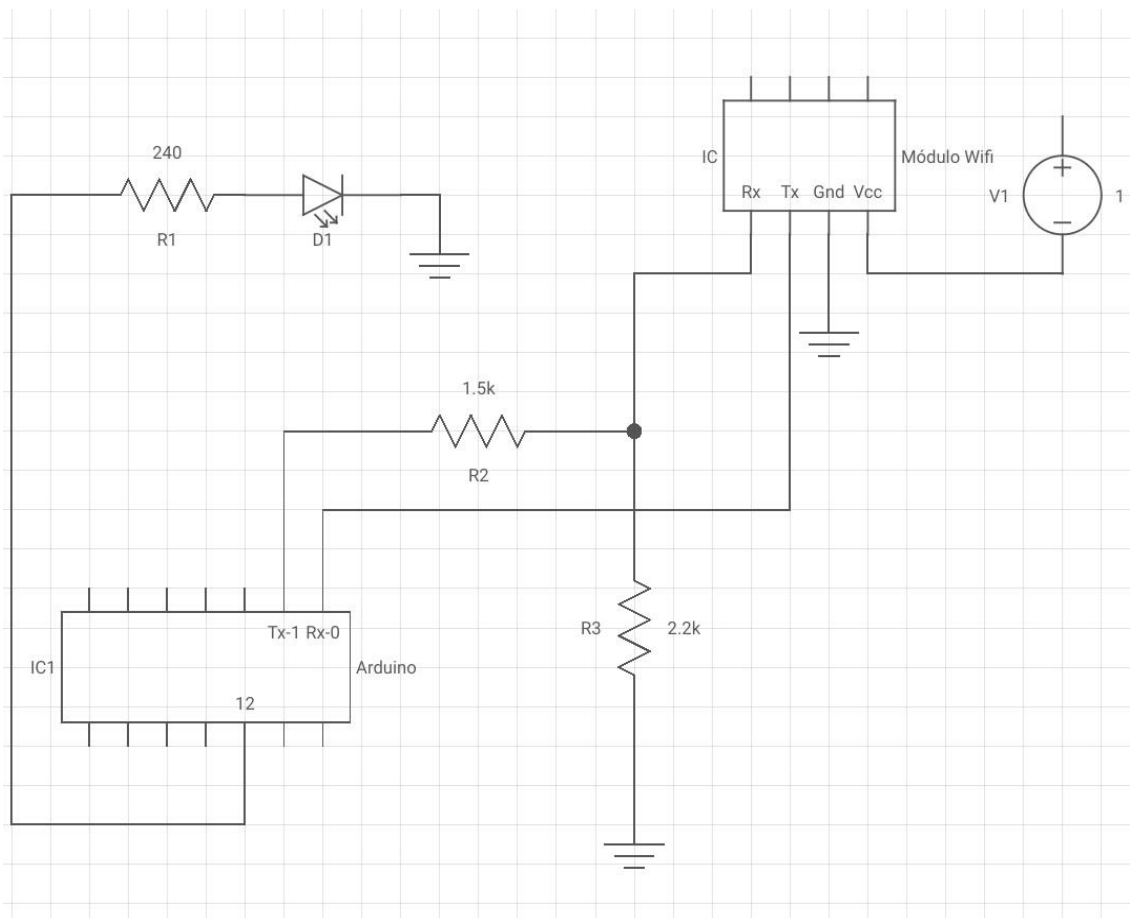 240
R1
D1
IC
Módulo Wifi
Rx Tx Gnd Vcc
V1
1
1.5k
R2
Tx-1 Rx-0
IC1
Arduino
12
R3
2.2k